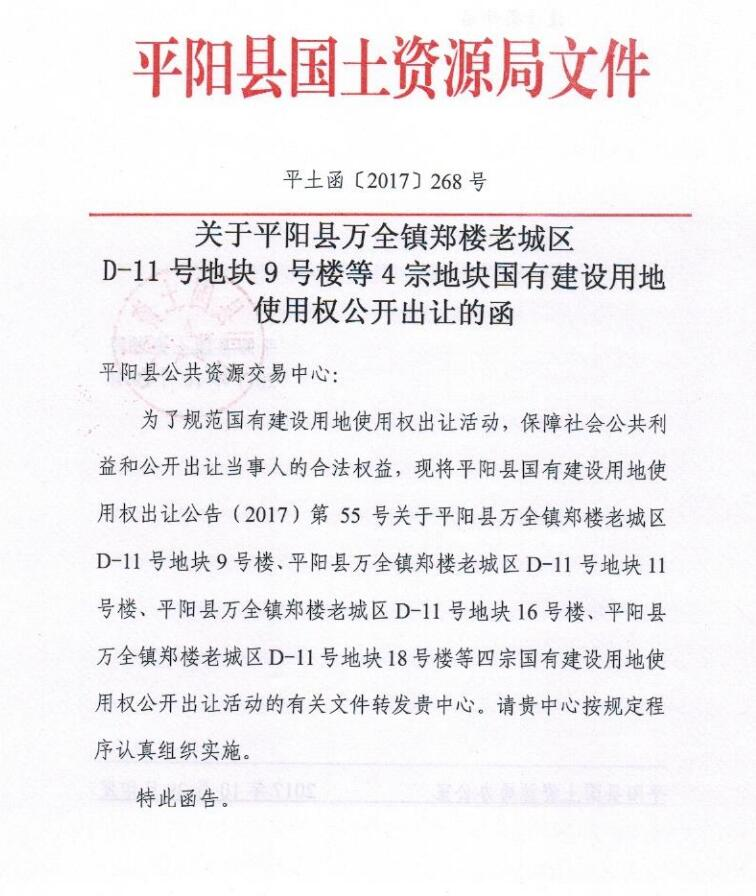 平阳县国土资源局文件
平土函〔2017〕268 号
关于平阳县万全镇郑楼老城区
D-11 号地块 9 号楼等 4 宗地块国有建设用地
使用权公开出让的函
平阳县公共资源交易中心：
为了规范国有建设用地使用权出让活动，保障社会公共利
益和公开出让当事人的合法权益，现将平阳县国有建设用地使
用权出让公告（2017）第 55 号关于平阳县万全镇郑楼老城区
D-11 号地块 9 号楼、平阳县万全镇郑楼老城区 D-11 号地块 11
号楼、平阳县万全镇郑楼老城区 D-11 号地块 16 号楼、平阳县
万全镇郑楼老城区 D-11 号地块 18 号楼等四宗国有建设用地使
用权公开出让活动的有关文件转发贵中心。请贵中心按规定程
序认真组织实施。
特此函告。